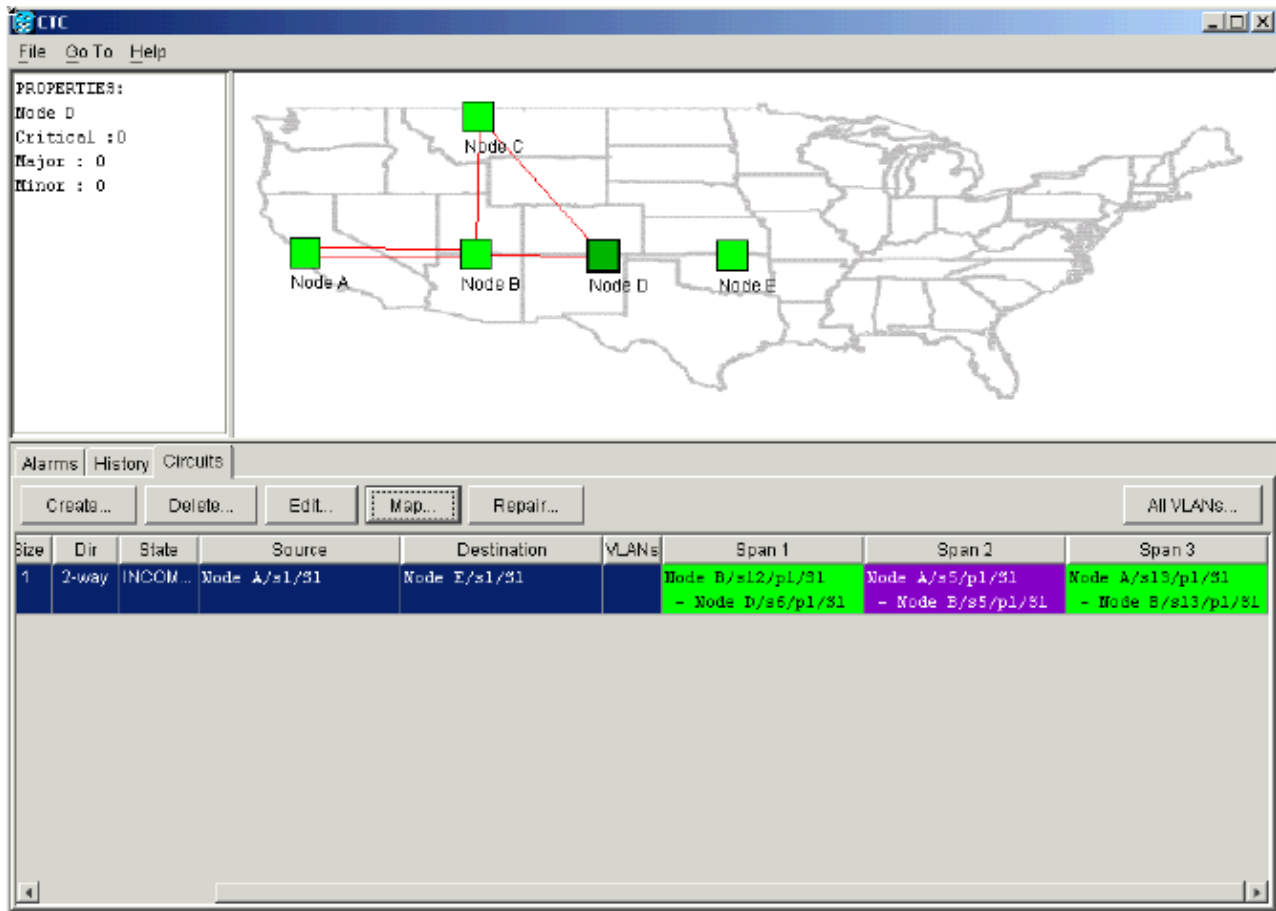 CTC
File Go To Help
PROPERTIES:
Node D
Critical :0
Major : 0
Minor : 0
Node C
Node A
Node B
Node D
Node E
Alarms History Circuits
Create... Delete... Edit... Map... Repair... All VLANs...
Size Dir State Source Destination VLANs Span 1 Span 2 Span 3
1 2-way INCOM... Node A/s1/S1 Node E/s1/S1 Node B/s12/p1/S1 Node A/s5/p1/S1 Node A/s13/p1/S1
- Node D/s6/p1/S1 - Node B/s5/p1/S1 - Node B/s13/p1/S1